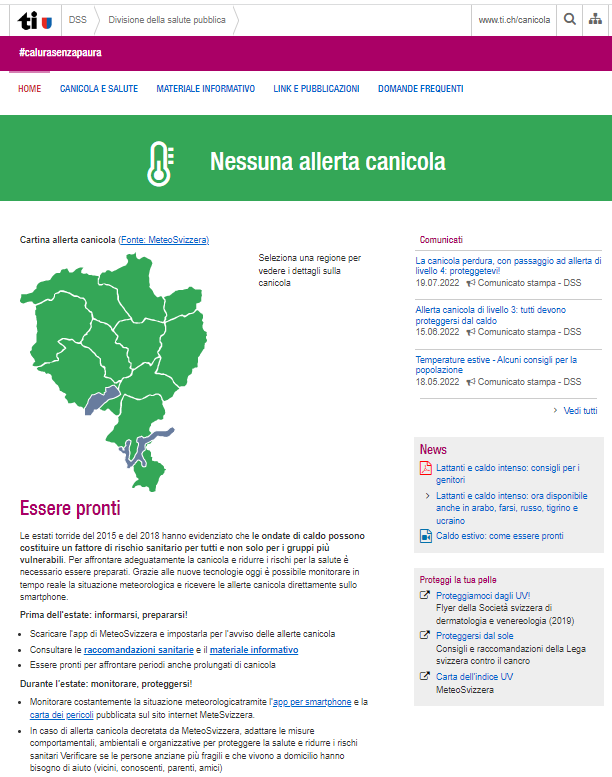 ti
DSS
Divisione della salute pubblica
www.ti.ch/canicola
#calurasenzapaura
HOME
CANICOLA E SALUTE
MATERIALE INFORMATIVO
LINK E PUBBLICAZIONI
DOMANDE FREQUENTI
Nessuna allerta canicola
Cartina allerta canicola (Fonte: MeteoSvizzera)
Seleziona una regione per
vedere i dettagli sulla
canicola
Essere pronti
Le estati torride del 2015 e del 2018 hanno evidenziato che le ondate di caldo possono
costituire un fattore di rischio sanitario per tutti e non solo per i gruppi più
vulnerabili. Per affrontare adeguatamente la canicola e ridurre i rischi per la salute é
necessario essere preparati. Grazie alle nuove tecnologie oggi é possibile monitorare in
tempo reale la situazione meteorologica e ricevere le allerte canicola direttamente sullo
smartphone.
Prima dell'estate: informarsi, prepararsi!
Scaricare l'app di MeteoSvizzera e impostarla per l'avviso delle allerte canicola
Consultare le raccomandazioni sanitarie e il materiale informativo
Essere pronti per affrontare periodi anche prolungati di canicola
Durante l'estate: monitorare, proteggersi!
Monitorare costantemente la situazione meteorologicatramite l'app per smartphone e la
carta dei pericoli pubblicata sul sito internet MeteSvizzera.
In caso di allerta canicola decretata da MeteoSvizzera, adattare le misure
comportamentali, ambientali e organizzative per proteggere la salute e ridurre i rischi
sanitari Verificare se le persone anziane più fragili e che vivono a domicilio hanno
bisogno di aiuto (vicini, conoscenti, parenti, amici)
Comunicati
La canicola perdura, con passaggio ad allerta di
livello 4: proteggetevi!
19.07.2022 Comunicato stampa - DSS
Allerta canicola di livello 3: tutti devono
proteggersi dal caldo
15.06.2022 Comunicato stampa - DSS
Temperature estive - Alcuni consigli per la
popolazione
18.05.2022 Comunicato stampa - DSS
Vedi tutti
News
Lattanti e caldo intenso: consigli per i
genitori
Lattanti e caldo intenso: ora disponibile
anche in arabo, farsi, russo, tigrino e
ucraino
Caldo estivo: come essere pronti
Proteggi la tua pelle
Proteggiamoci dagli UV!
Flyer della Società svizzera di
dermatologia e venereologia (2019)
Proteggersi dal sole
Consigli e raccomandazioni della Lega
svizzera contro il cancro
Carta dell'indice UV
MeteoSvizzera